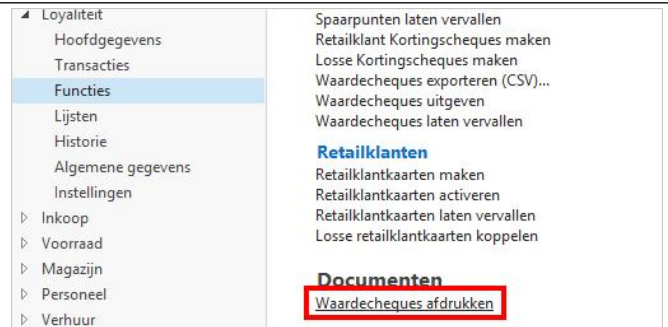 Loyaliteit
Hoofdgegevens
Transacties
Functies
Lijsten
Historie
Algemene gegevens
Instellingen
Inkoop
Voorraad
Magazijn
Personeel
Verhuur
Spaarpunten laten vervallen
Retailklant Kortingscheques maken
Losse Kortingscheques maken
Waardecheques exporteren (CSV)...
Waardecheques uitgeven
Waardecheques laten vervallen
Retailklanten
Retailklantkaarten maken
Retailklantkaarten activeren
Retailklantkaarten laten vervallen
Losse retailklantkaarten koppelen
Documenten
Waardecheques afdrukken